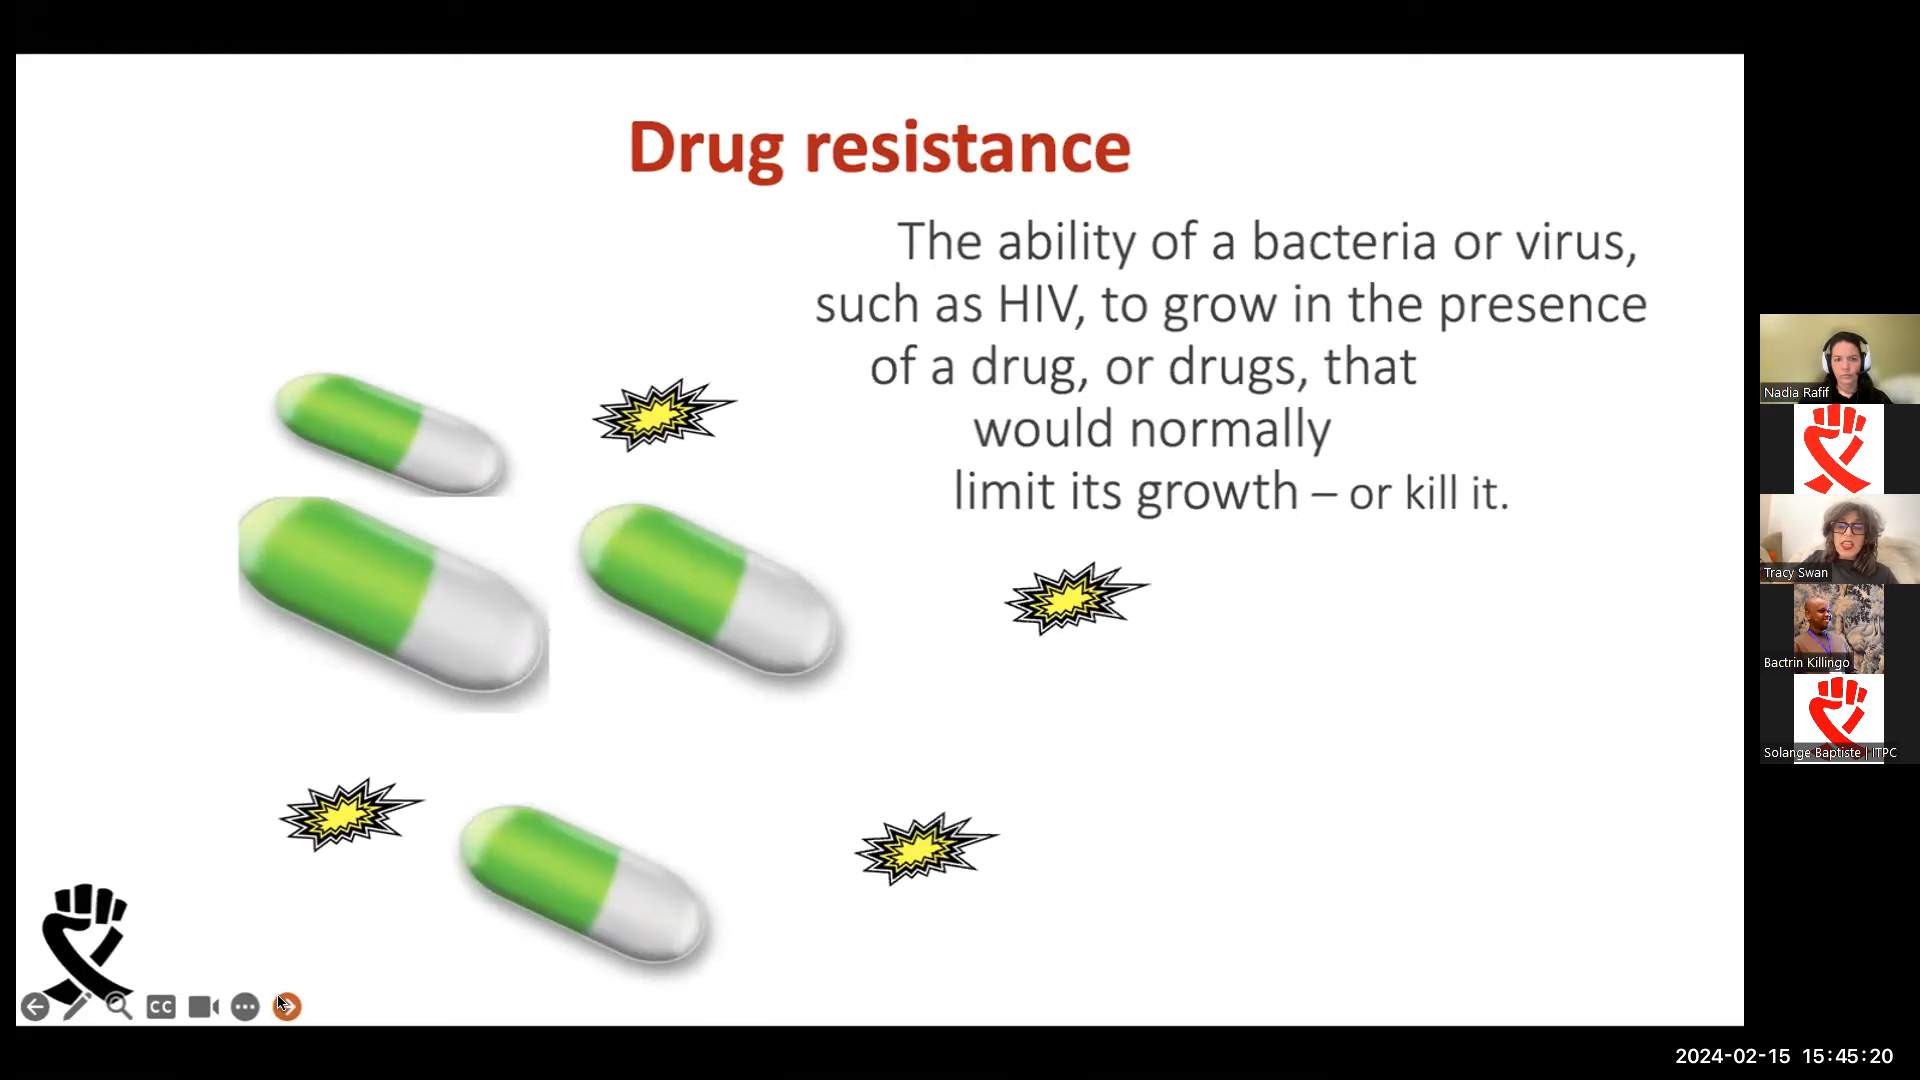 Drug resistance
The ability of a bacteria or virus,
such as HIV, to grow in the presence
of a drug, or drugs, that
would normally
limit its growth – or kill it.
Nadia Rafif
Tracy Swan
Bactrin Killingo
Solange Baptiste | ITPC
CC
2024-02-15 15:45:20